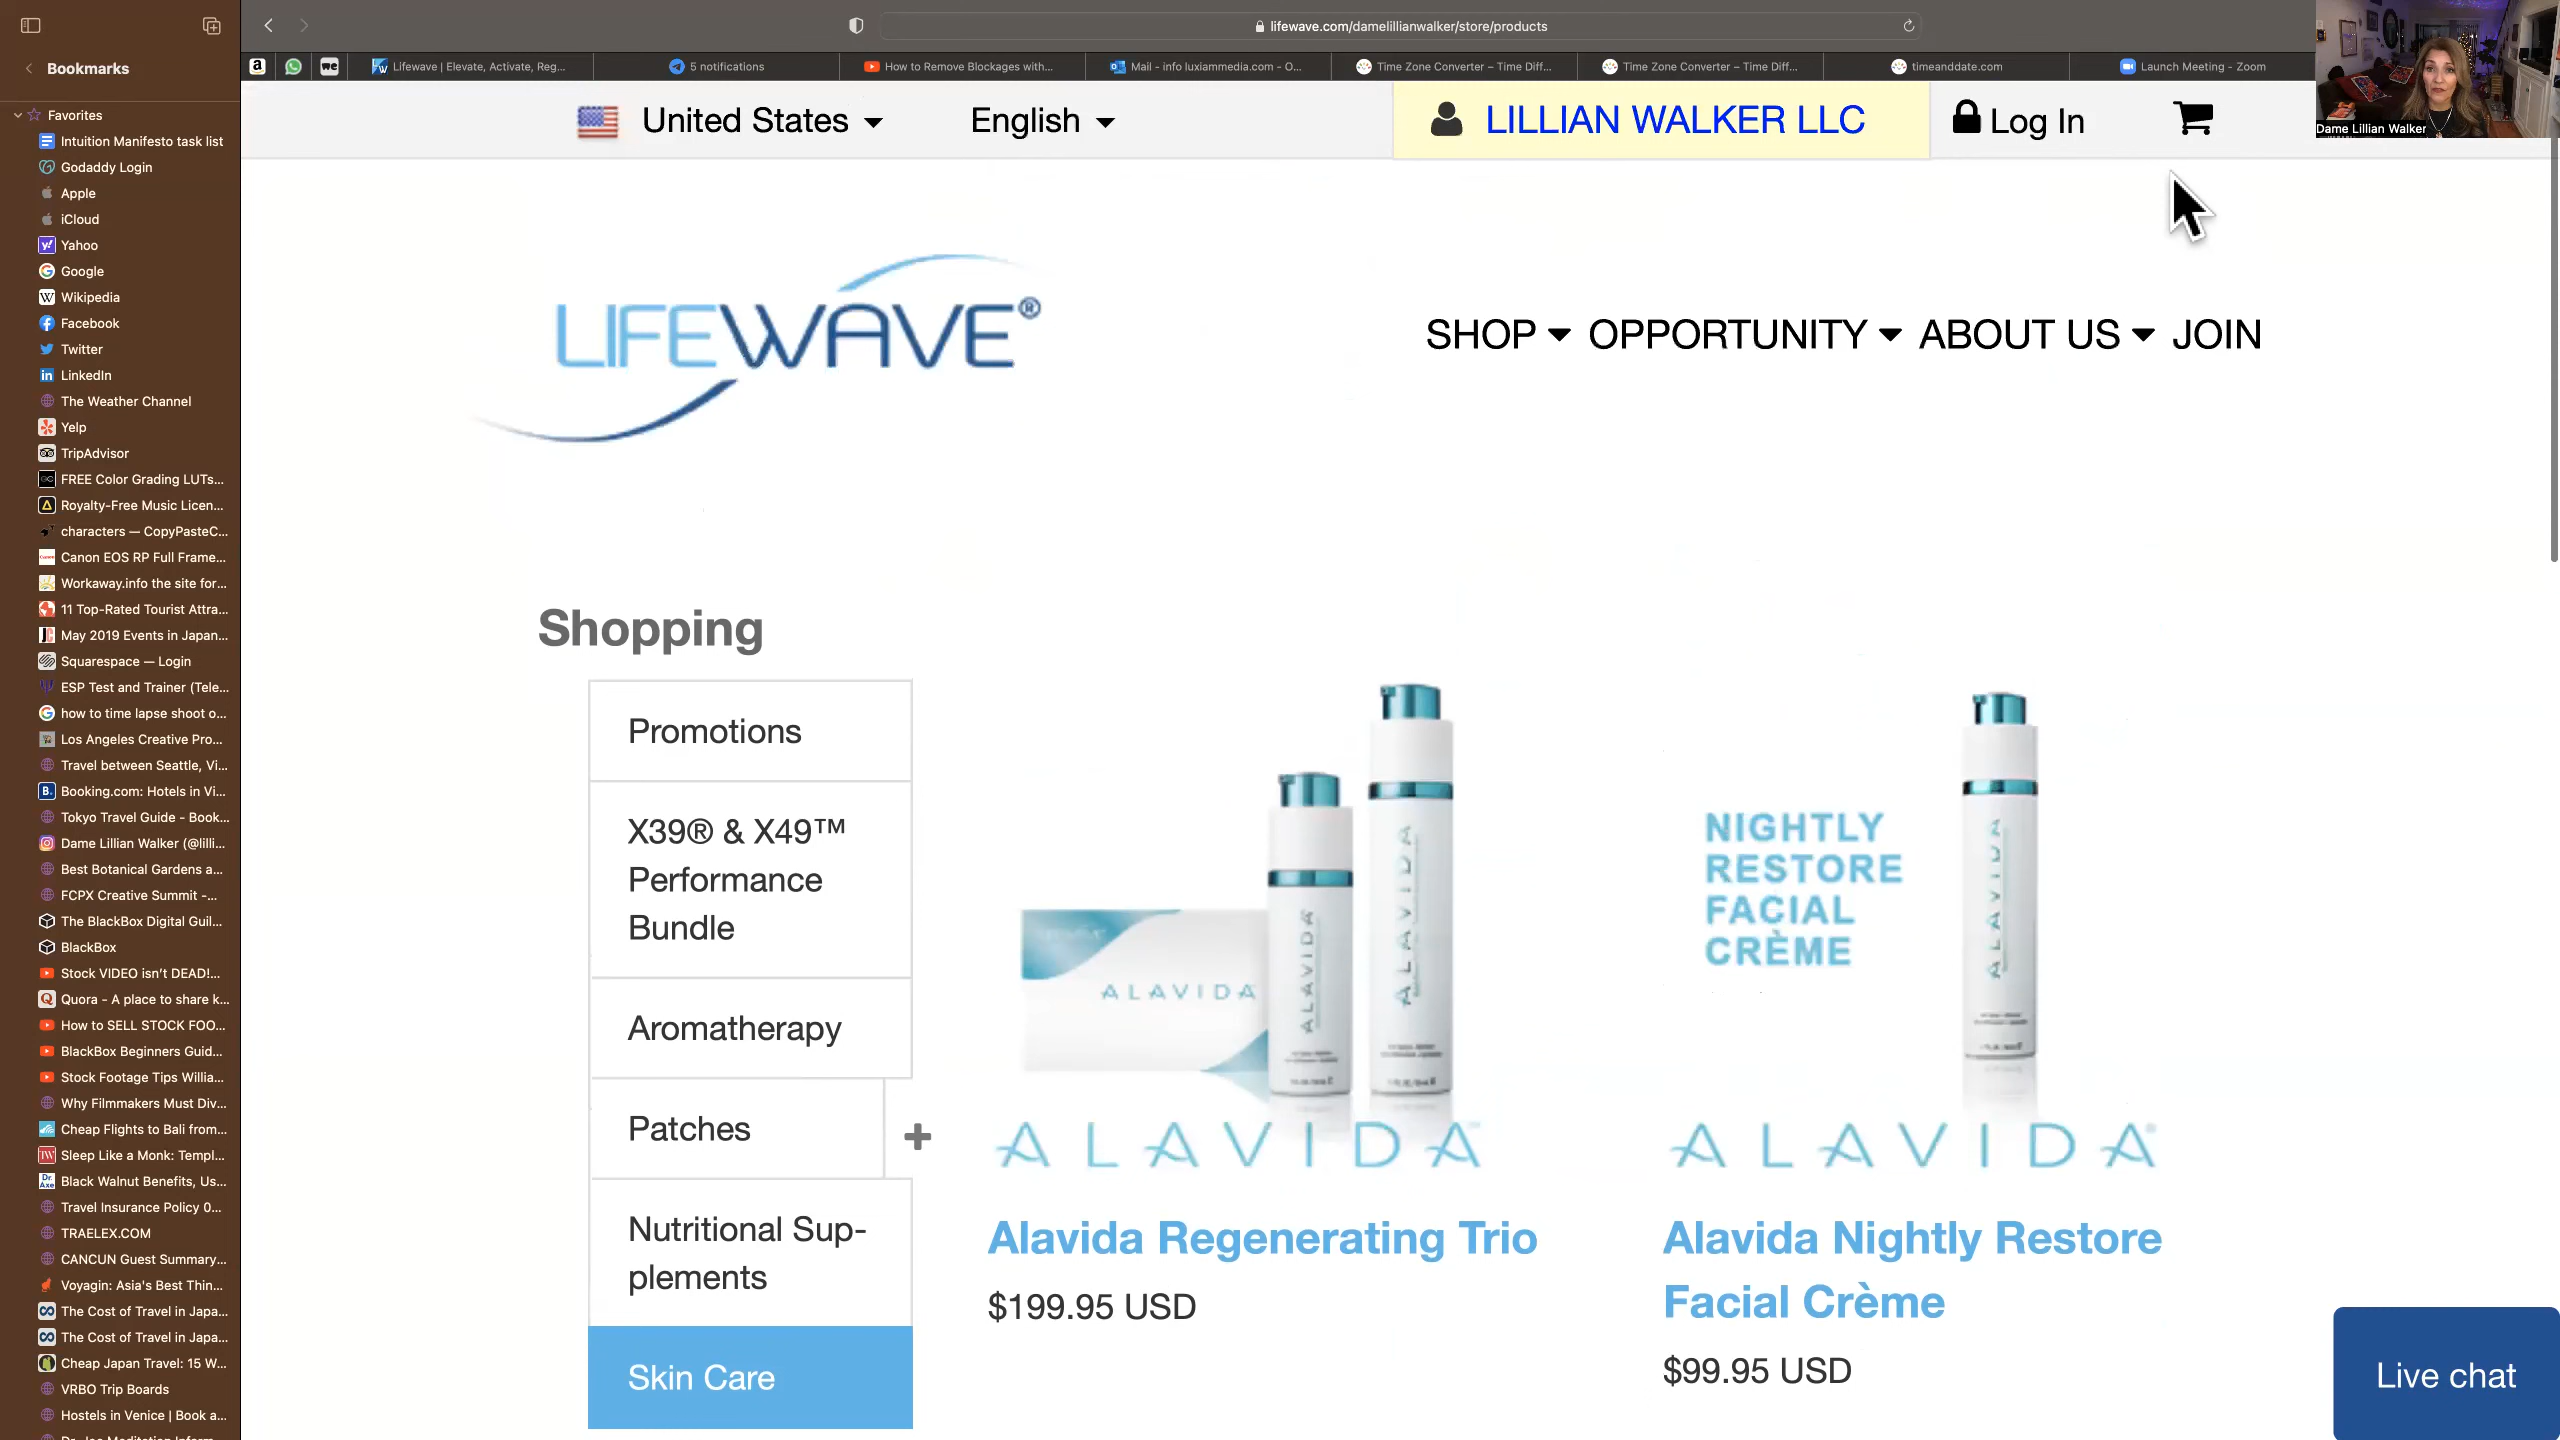 lifewave.com/damelillianwalker/store/products
Bookmarks
Lifewave | Elevate, Activate, Reg...
5 notifications
How to Remove Blockages with...
Mail - info luxiammedia.com - O...
Time Zone Converter – Time Diff...
Time Zone Converter – Time Diff...
timeanddate.com
Launch Meeting - Zoom
Dame Lillian Walker
Favorites
Intuition Manifesto task list
Godaddy Login
Apple
iCloud
Yahoo
Google
Wikipedia
Facebook
Twitter
LinkedIn
The Weather Channel
Yelp
TripAdvisor
FREE Color Grading LUTs...
Royalty-Free Music Licen...
characters — CopyPasteC...
Canon EOS RP Full Frame...
Workaway.info the site for...
11 Top-Rated Tourist Attra...
May 2019 Events in Japan...
Squarespace — Login
ESP Test and Trainer (Tele...
how to time lapse shoot o...
Los Angeles Creative Pro...
Travel between Seattle, Vi...
Booking.com: Hotels in Vi...
Tokyo Travel Guide - Book...
Dame Lillian Walker (@lilli...
Best Botanical Gardens a...
FCPX Creative Summit -...
The BlackBox Digital Guil...
BlackBox
Stock VIDEO isn't DEAD!...
Quora - A place to share k...
How to SELL STOCK FOO...
BlackBox Beginners Guid...
Stock Footage Tips Willia...
Why Filmmakers Must Div...
Cheap Flights to Bali from...
Sleep Like a Monk: Templ...
Black Walnut Benefits, Us...
Travel Insurance Policy 0...
TRAELEX.COM
CANCUN Guest Summary...
Voyagin: Asia's Best Thin...
The Cost of Travel in Japa...
The Cost of Travel in Japa...
Cheap Japan Travel: 15 W...
VRBO Trip Boards
Hostels in Venice | Book a...
United States
English
LILLIAN WALKER LLC
Log In
LIFEWAVE®
SHOP
OPPORTUNITY
ABOUT US
JOIN
Shopping
Promotions
X39® & X49™
Performance
Bundle
Aromatherapy
Patches
+
Nutritional Sup-
plements
Skin Care
ALAVIDA
ALAVIDA
ALAVIDA
ALAVIDA
Alavida Regenerating Trio
$199.95 USD
NIGHTLY
RESTORE
FACIAL
CRÈME
ALAVIDA
ALAVIDA
Alavida Nightly Restore
Facial Crème
$99.95 USD
Live chat